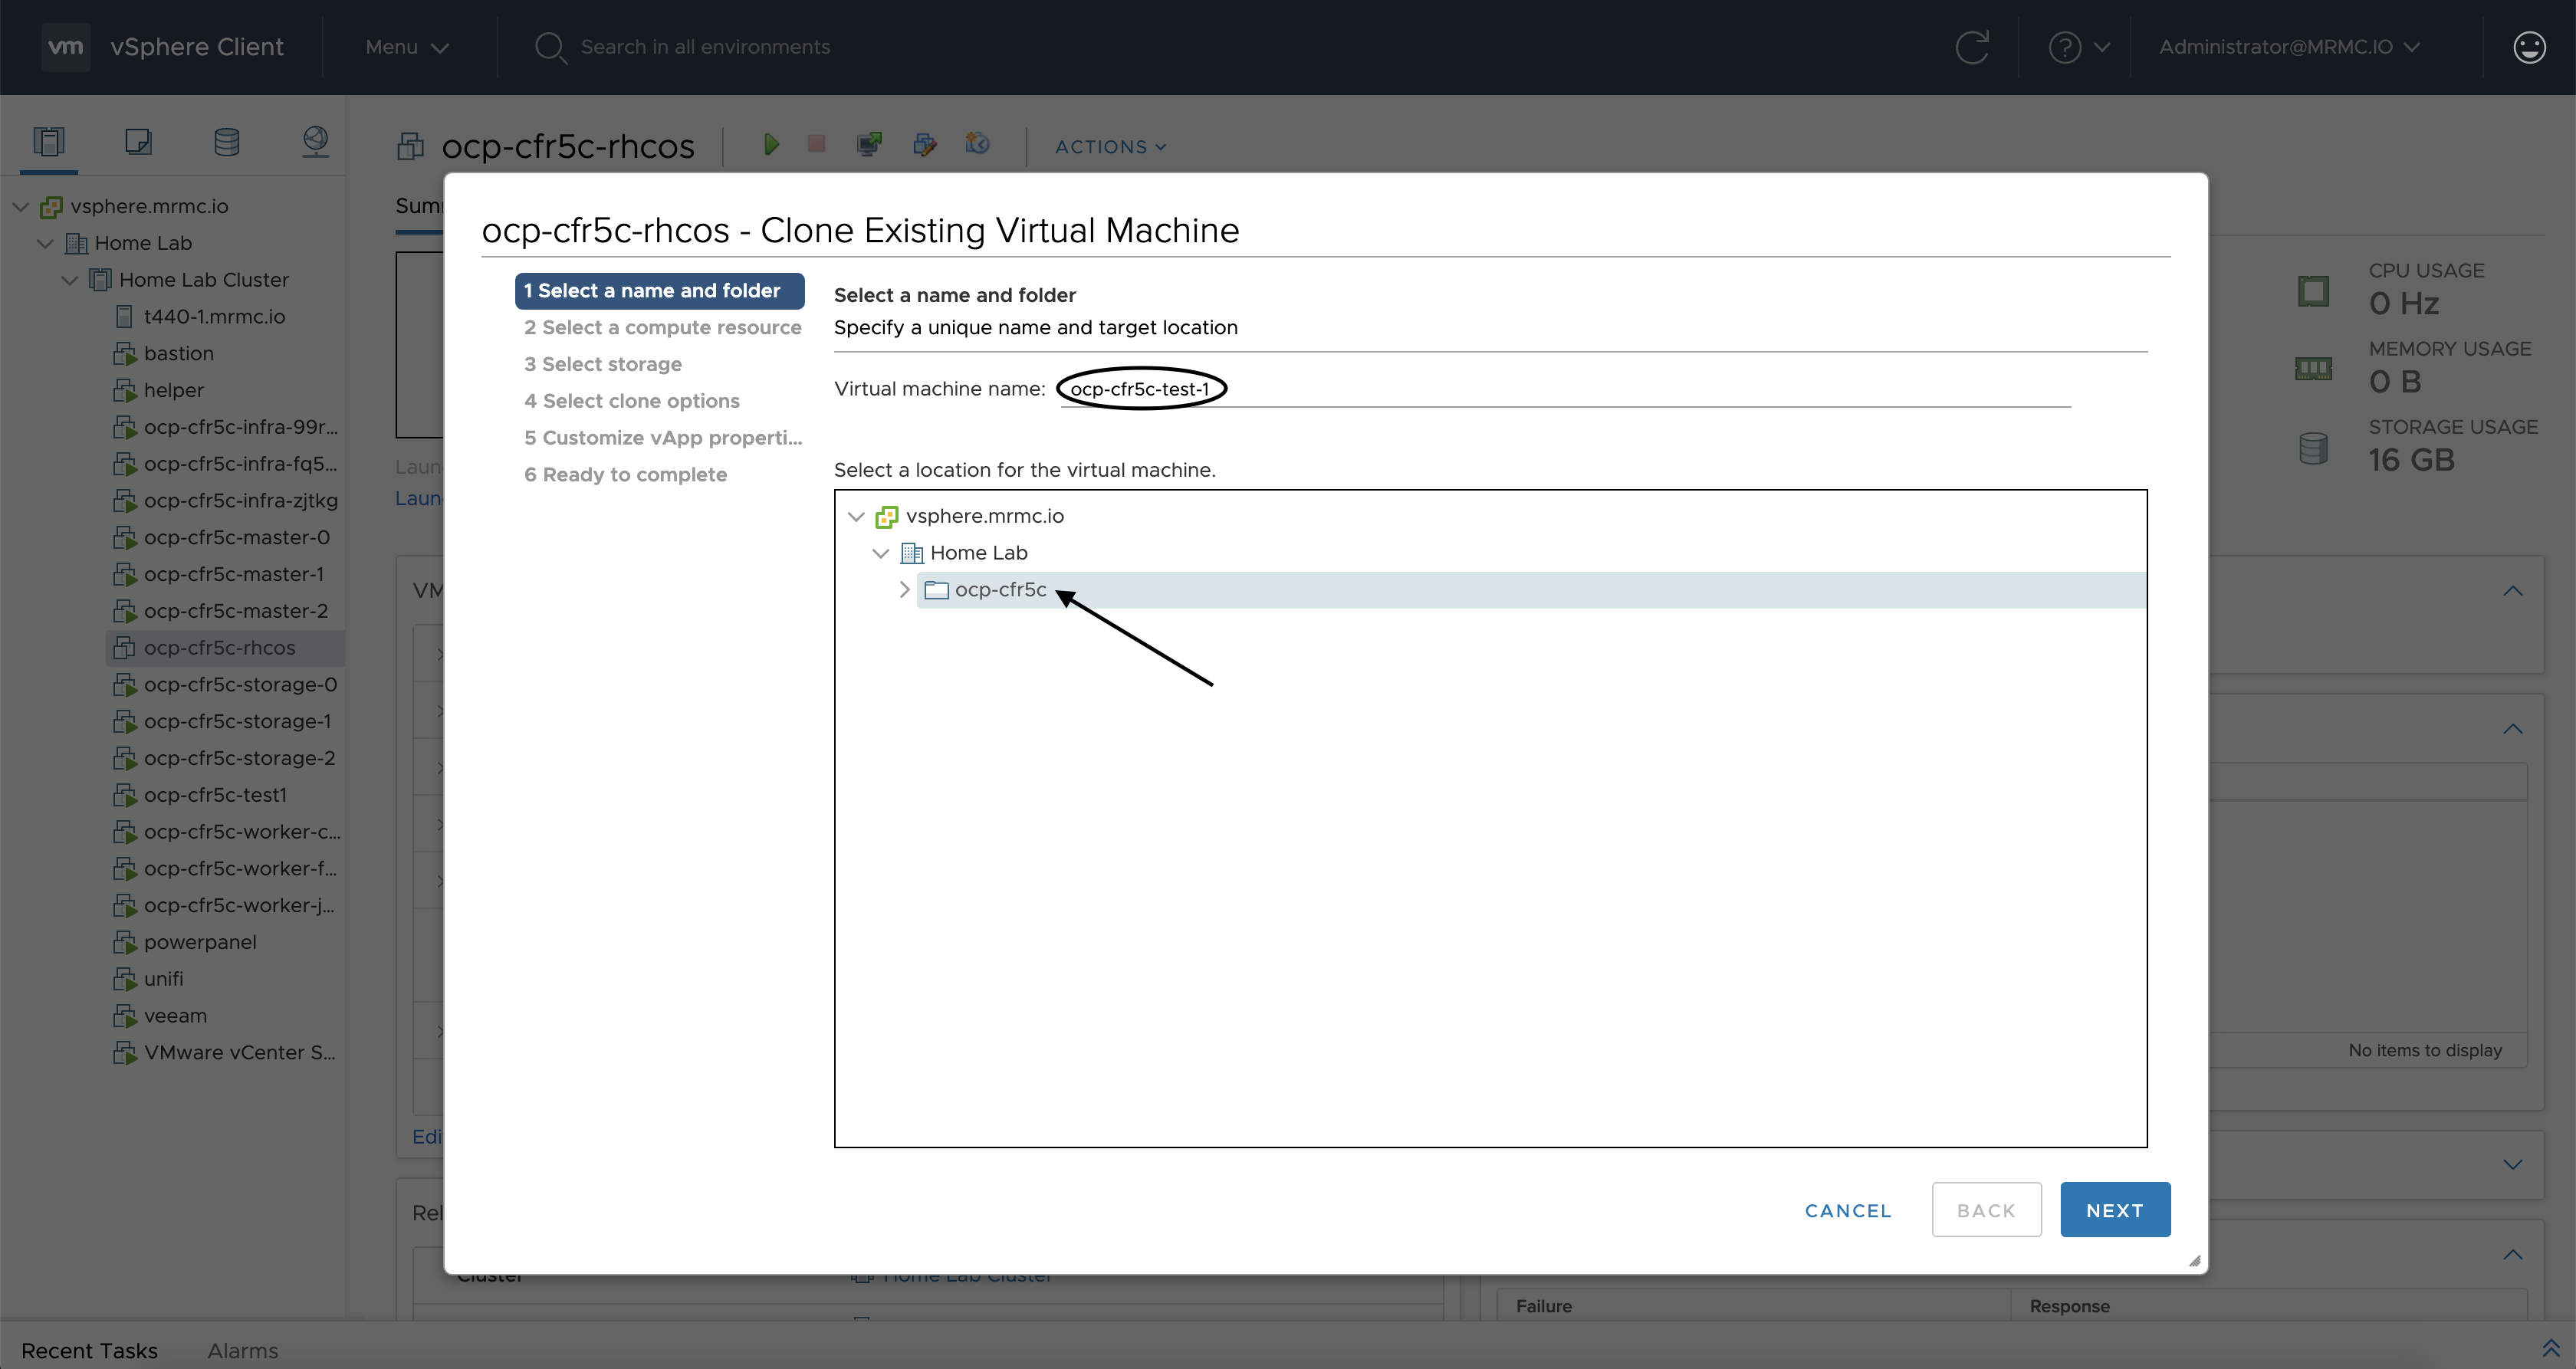 vm vSphere Client Menu Search in all environments Administrator@MRMC.IO
ocp-cfr5c-rhcos ACTIONS
vsphere.mrmc.io
Home Lab
Home Lab Cluster
t440-1.mrmc.io
bastion
helper
ocp-cfr5c-infra-99r...
ocp-cfr5c-infra-fq5...
ocp-cfr5c-infra-zjtkg
ocp-cfr5c-master-0
ocp-cfr5c-master-1
ocp-cfr5c-master-2
ocp-cfr5c-rhcos
ocp-cfr5c-storage-0
ocp-cfr5c-storage-1
ocp-cfr5c-storage-2
ocp-cfr5c-test1
ocp-cfr5c-worker-c...
ocp-cfr5c-worker-f...
ocp-cfr5c-worker-j...
powerpanel
unifi
veeam
VMware vCenter S...
ocp-cfr5c-rhcos - Clone Existing Virtual Machine
1 Select a name and folder
2 Select a compute resource
3 Select storage
4 Select clone options
5 Customize vApp properti...
6 Ready to complete
Select a name and folder
Specify a unique name and target location
Virtual machine name: ocp-cfr5c-test-1
Select a location for the virtual machine.
vsphere.mrmc.io
Home Lab
ocp-cfr5c
CANCEL BACK NEXT
CPU USAGE
0 Hz
MEMORY USAGE
0 B
STORAGE USAGE
16 GB
VM
No items to display
Cluster Home Lab Cluster
Failure Response
Recent Tasks Alarms